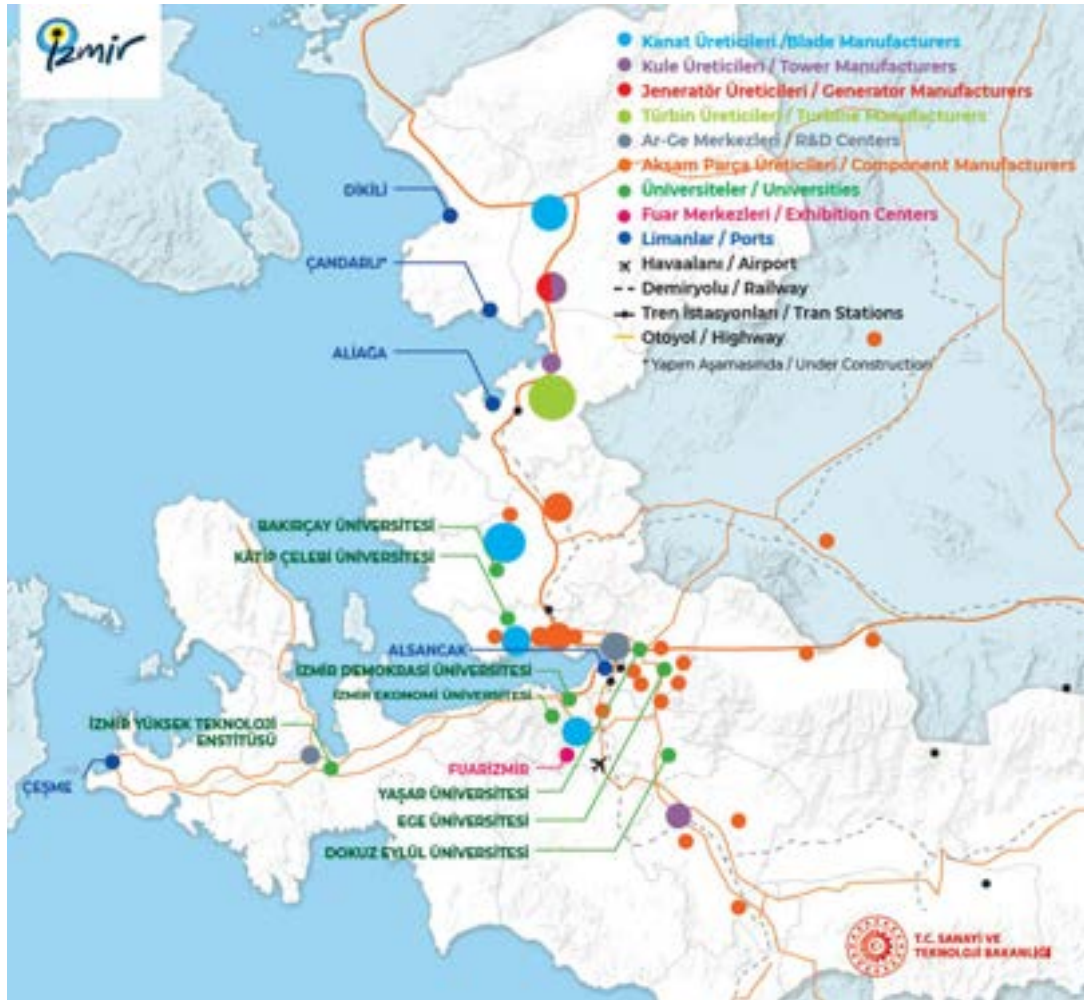 izmir
Kanat Üreticileri /Blade Manufacturers
Kule Üreticileri / Tower Manufacturers
Jeneratör Üreticileri / Generator Manufacturers
Türbin Üreticileri / Turbine Manufacturers
Ar-Ge Merkezleri / R&D Centers
Aksam Parça Üreticileri / Component Manufacturers
Üniversiteler / Universities
Fuar Merkezleri / Exhibition Centers
Limanlar / Ports
Havaalanı / Airport
Demiryolu / Railway
Tren İstasyonları / Tran Stations
Otoyol / Highway
* Yapım Aşamasında / Under Construction
DİKİLİ
ÇANDARLI*
ALİAĞA
BAKIRÇAY ÜNİVERSİTESİ
KÂTİP ÇELEBİ ÜNİVERSİTESİ
ALSANCAK
İZMİR DEMOKRASİ ÜNİVERSİTESİ
İZMİR EKONOMİ ÜNİVERSİTESİ
İZMİR YÜKSEK TEKNOLOJİ
ENSTİTÜSÜ
FUARİZMİR
ÇEŞME
YAŞAR ÜNİVERSİTESİ
EGE ÜNİVERSİTESİ
DOKUZ EYLÜL ÜNİVERSİTESİ
T.C. SANAYİ VE
TEKNOLOJİ BAKANLIĞI